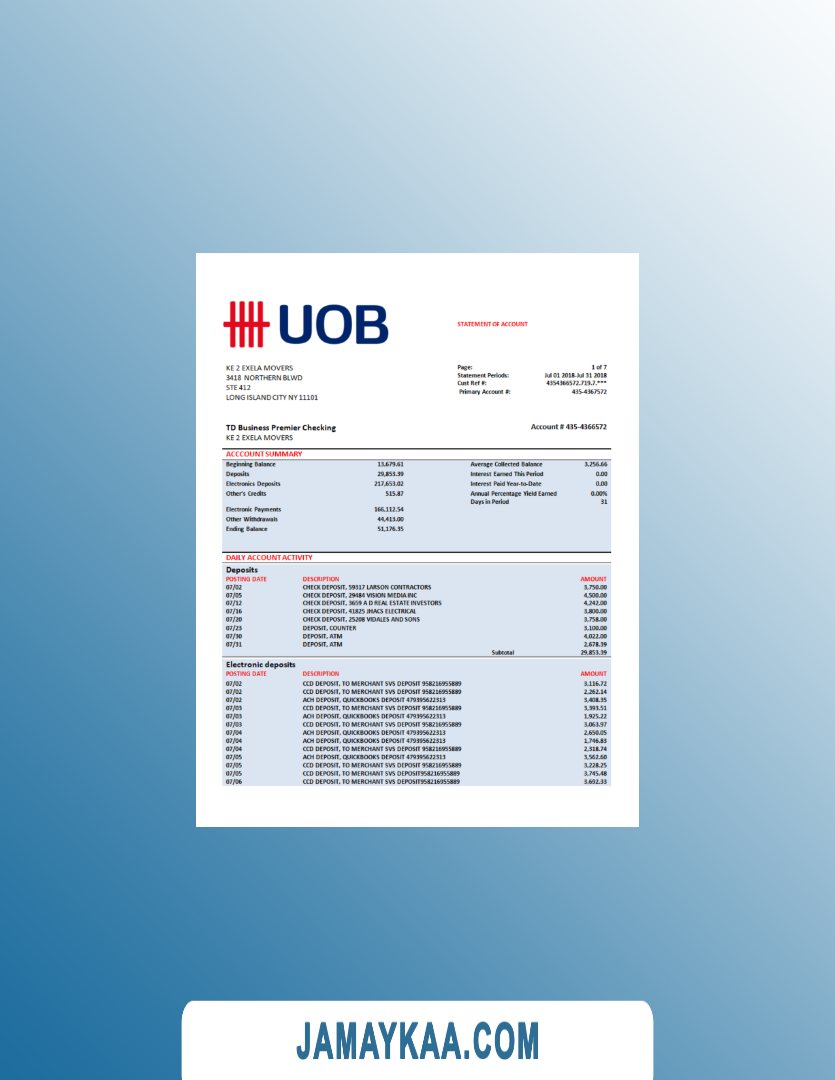 UOB
STATEMENT OF ACCOUNT
KE 2 EXELA MOVERS
3418 NORTHERN BLWD
STE 412
LONG ISLAND CITY NY 11101
Page: 1 of 7
Statement Periods: Jul 01 2018-Jul 31 2018
Cust Ref #: 4354366572.719.7.***
Primary Account #: 435-4367572
TD Business Premier Checking Account # 435-4366572
KE 2 EXELA MOVERS
ACCCOUNT SUMMARY
Beginning Balance 13,679.61 Average Collected Balance 3,256.66
Deposits 29,853.39 Interest Earned This Period 0.00
Electronics Deposits 217,653.02 Interest Paid Year-to-Date 0.00
Other's Credits 515.87 Annual Percentage Yield Earned 0.00%
Days in Period 31
Electronic Payments 166,112.54
Other Withdrawals 44,413.00
Ending Balance 51,176.35
DAILY ACCOUNT ACTIVITY
Deposits
POSTING DATE DESCRIPTION AMOUNT
07/02 CHECK DEPOSIT, 59317 LARSON CONTRACTORS 3,750.00
07/05 CHECK DEPOSIT, 29484 VISION MEDIA INC 4,500.00
07/12 CHECK DEPOSIT, 3659 A D REAL ESTATE INVESTORS 4,242.00
07/16 CHECK DEPOSIT, 41825 JHACS ELECTRICAL 3,800.00
07/20 CHECK DEPOSIT, 25208 VIDALES AND SONS 3,758.00
07/23 DEPOSIT, COUNTER 3,100.00
07/30 DEPOSIT, ATM 4,022.00
07/31 DEPOSIT, ATM 2,678.39
Subtotal 29,853.39
Electronic deposits
POSTING DATE DESCRIPTION AMOUNT
07/02 CCD DEPOSIT, TO MERCHANT SVS DEPOSIT 958216955889 3,116.72
07/02 CCD DEPOSIT, TO MERCHANT SVS DEPOSIT 958216955889 2,262.14
07/02 ACH DEPOSIT, QUICKBOOKS DEPOSIT 479395622313 3,408.35
07/03 CCD DEPOSIT, TO MERCHANT SVS DEPOSIT 958216955889 3,393.51
07/03 ACH DEPOSIT, QUICKBOOKS DEPOSIT 479395622313 1,925.22
07/03 CCD DEPOSIT, TO MERCHANT SVS DEPOSIT 958216955889 3,063.97
07/04 ACH DEPOSIT, QUICKBOOKS DEPOSIT 479395622313 2,650.05
07/04 ACH DEPOSIT, QUICKBOOKS DEPOSIT 479395622313 1,746.83
07/04 CCD DEPOSIT, TO MERCHANT SVS DEPOSIT 958216955889 2,318.74
07/05 ACH DEPOSIT, QUICKBOOKS DEPOSIT 479395622313 3,562.60
07/05 CCD DEPOSIT, TO MERCHANT SVS DEPOSIT 958216955889 3,228.25
07/05 CCD DEPOSIT, TO MERCHANT SVS DEPOSIT958216955889 3,745.48
07/06 CCD DEPOSIT, TO MERCHANT SVS DEPOSIT958216955889 3,692.33
JAMAYKAA.COM